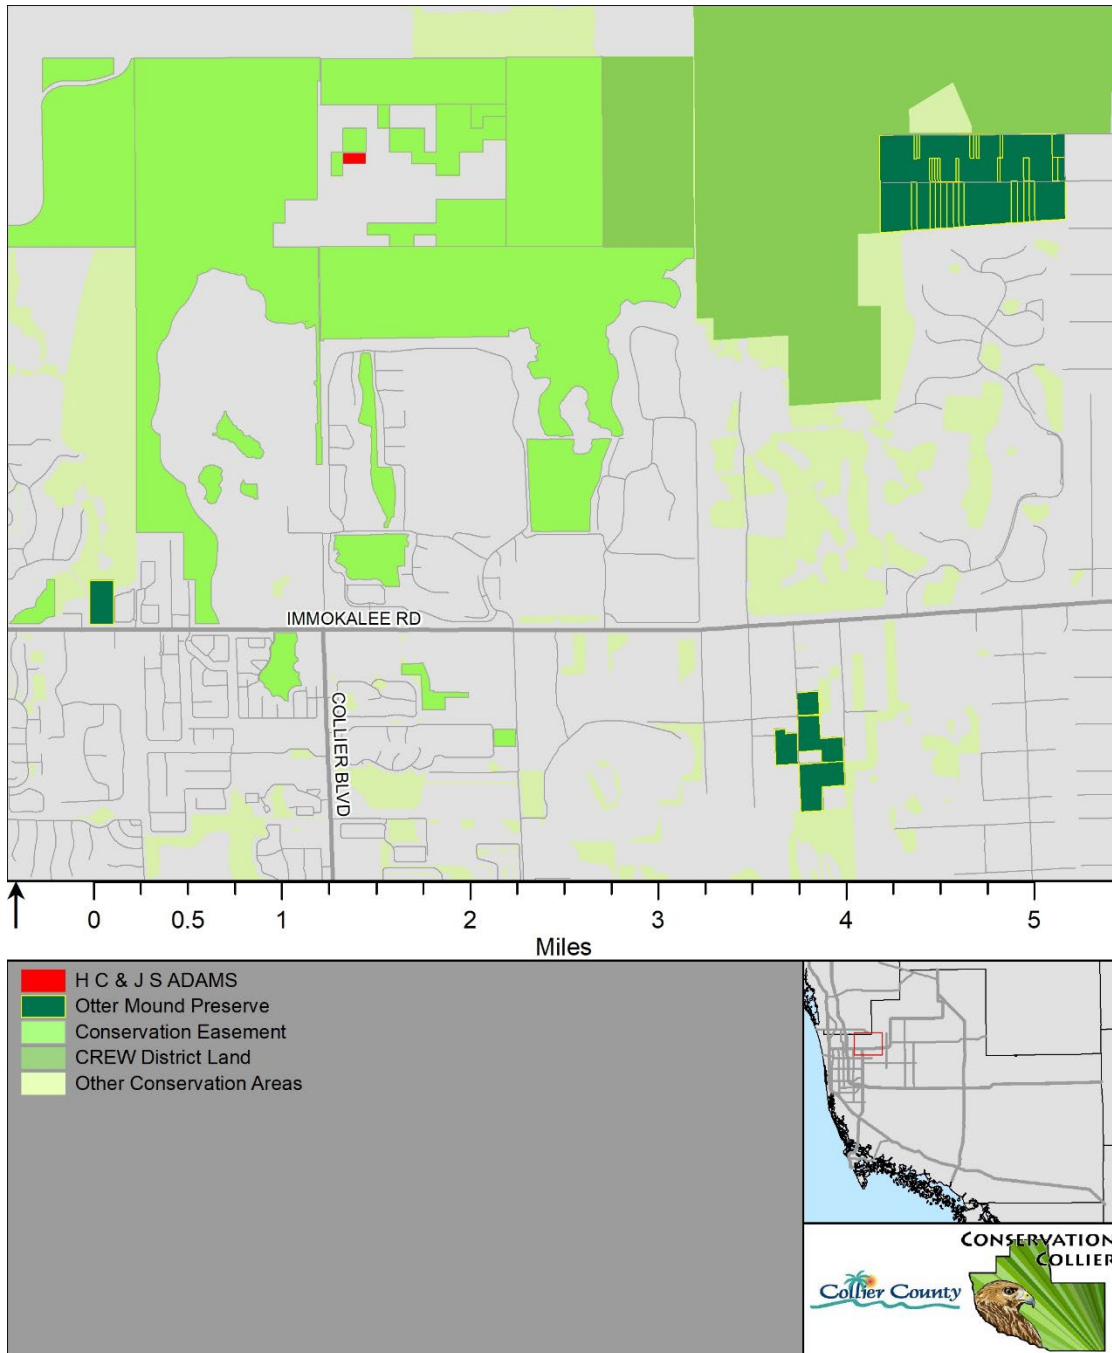 IMMOKALEE RD
COLLIER BLVD
0 0.5 1 2 3 4 5
Miles
H C & J S ADAMS
Otter Mound Preserve
Conservation Easement
CREW District Land
Other Conservation Areas
CONSERVATION
COLLIER
Collier County